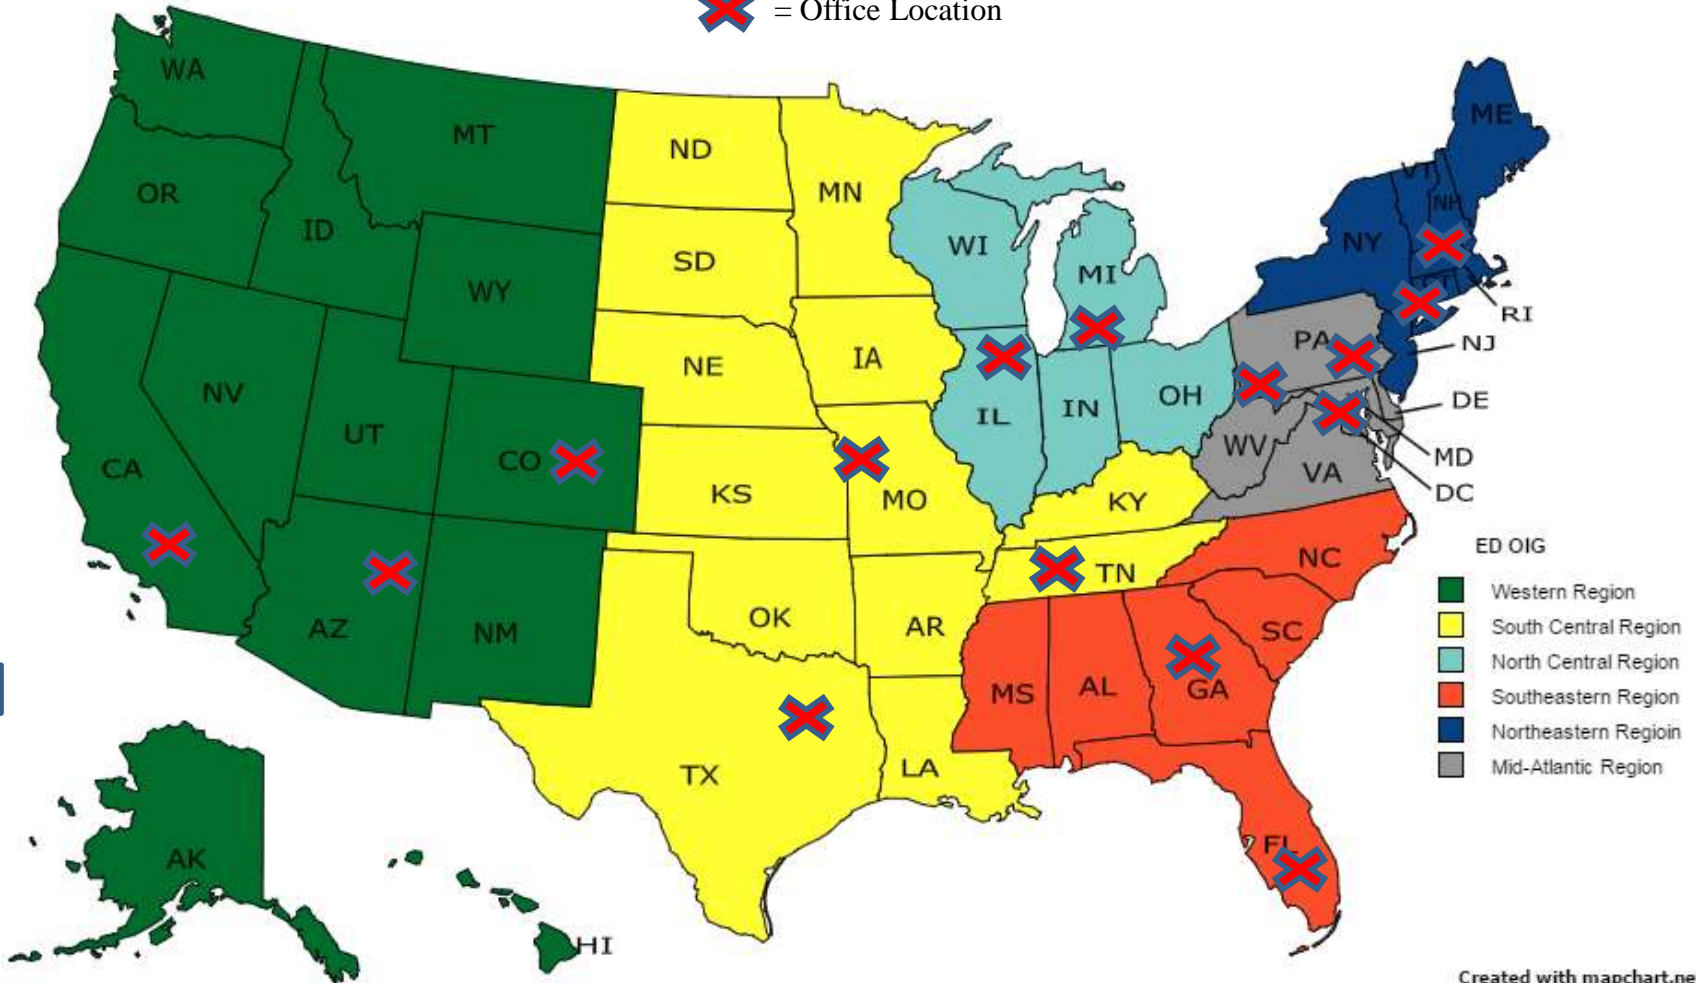 = Office Location
WA
MT
ND
MN
ME
OR
ID
VT
NH
WI
NY
SD
MI
WY
CT
RI
PA
NJ
NE
IA
NV
OH
DE
IL
IN
UT
CO
CA
WV
MD
VA
KS
MO
KY
DC
ED OIG
NC
TN
Western Region
OK
AR
South Central Region
AZ
NM
SC
North Central Region
MS
AL
GA
Southeastern Region
Northeastern Regioin
TX
LA
Mid-Atlantic Region
FL
AK
HI
Created with mapchart.ne